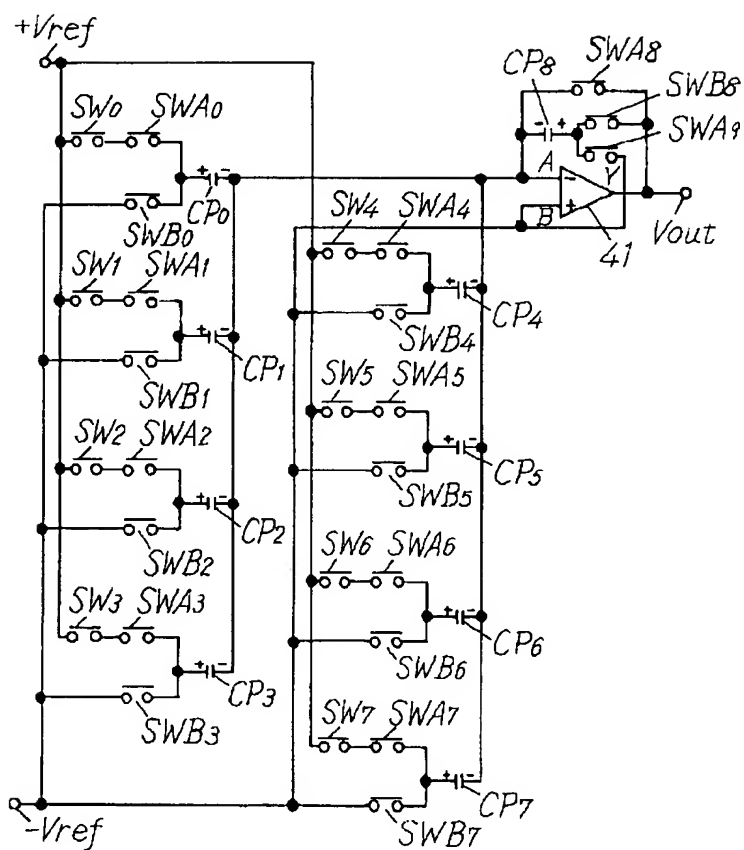 +Vref
SWA8
CP8
SWB8
SWA9
SW0 SWA0
- +
A
Y
-
+ -
CP0
B
+
SWB0
SW4 SWA4
Vout
41
SW1 SWA1
+ -
CP4
SWB4
+ -
CP1
SWB1
SW5 SWA5
SW2 SWA2
+ -
CP5
SWB5
+ -
CP2
SWB2
SW6 SWA6
SW3 SWA3
+ -
CP6
SWB6
+ -
CP3
SWB3
SW7 SWA7
+ -
CP7
-Vref
SWB7